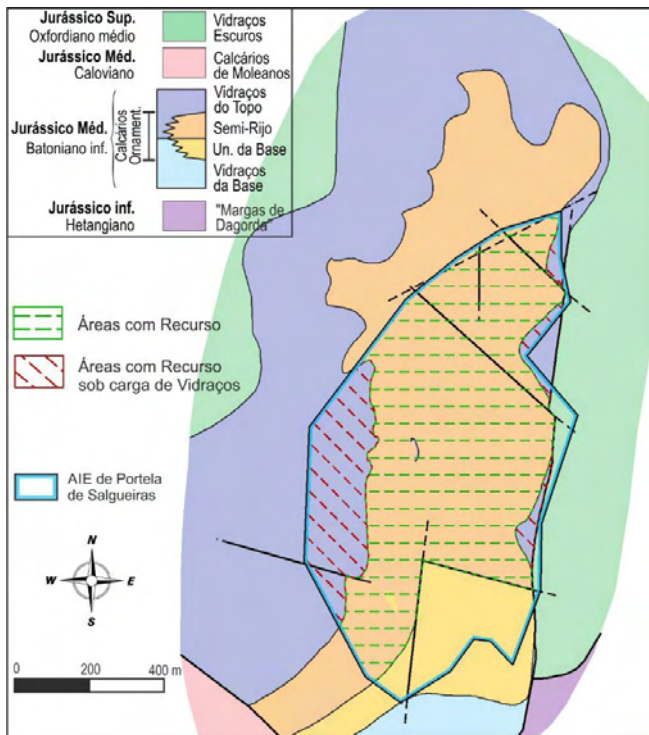 Jurássico Sup.
Oxfordiano médio
Vidraços
Escuros
Jurássico Méd.
Caloviano
Calcários
de Moleanos
Jurássico Méd.
Batoniano inf.
Calcários
Ornament.
Vidraços
do Topo
Semi-Rijo
Un. da Base
Vidraços
da Base
Jurássico inf.
Hetangiano
"Margas de
Dagorda"
Áreas com Recurso
Áreas com Recurso
sob carga de Vidraços
AIE de Portela
de Salgueiras
N
W E
S
0 200 400 m